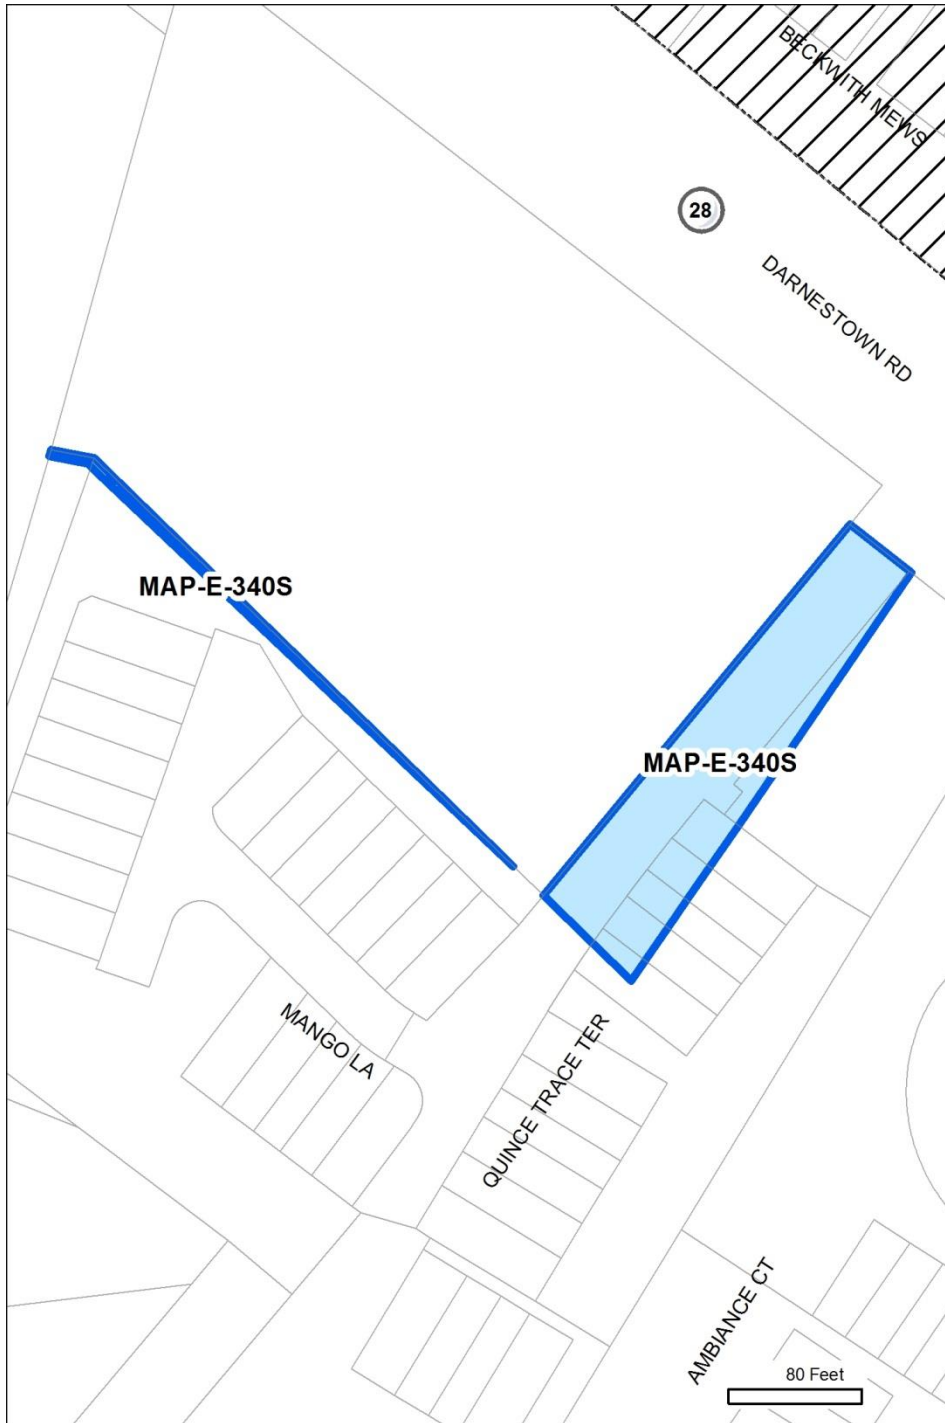 BECKWITH MEWS
28
DARNESTOWN RD
MAP-E-340S
MAP-E-340S
MANGO LA
QUINCE TRACE TER
AMBIANCE CT
80 Feet